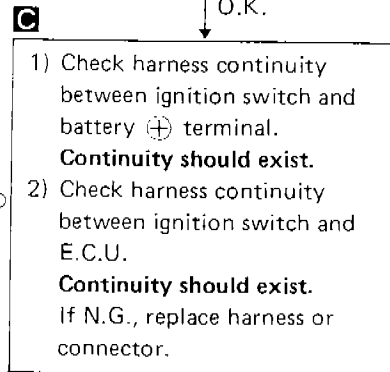 O.K.
C
1) Check harness continuity
between ignition switch and
battery ⊕ terminal.
Continuity should exist.
2) Check harness continuity
between ignition switch and
E.C.U.
Continuity should exist.
If N.G., replace harness or
connector.